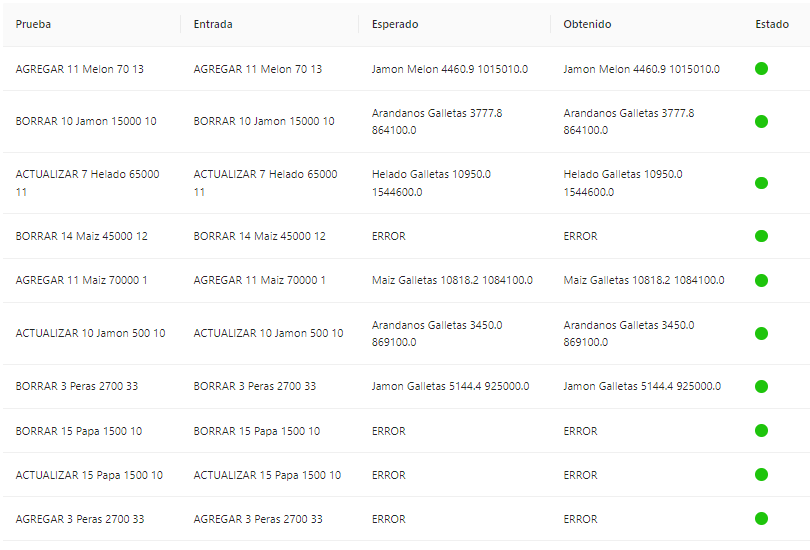 Prueba Entrada Esperado Obtenido Estado
AGREGAR 11 Melon 70 13 AGREGAR 11 Melon 70 13 Jamon Melon 4460.9 1015010.0 Jamon Melon 4460.9 1015010.0
BORRAR 10 Jamon 15000 10 BORRAR 10 Jamon 15000 10 Arandanos Galletas 3777.8 Arandanos Galletas 3777.8
864100.0 864100.0
ACTUALIZAR 7 Helado 65000 ACTUALIZAR 7 Helado 65000 Helado Galletas 10950.0 Helado Galletas 10950.0
11 11 1544600.0 1544600.0
BORRAR 14 Maiz 45000 12 BORRAR 14 Maiz 45000 12 ERROR ERROR
AGREGAR 11 Maiz 70000 1 AGREGAR 11 Maiz 70000 1 Maiz Galletas 10818.2 1084100.0 Maiz Galletas 10818.2 1084100.0
ACTUALIZAR 10 Jamon 500 10 ACTUALIZAR 10 Jamon 500 10 Arandanos Galletas 3450.0 Arandanos Galletas 3450.0
869100.0 869100.0
BORRAR 3 Peras 2700 33 BORRAR 3 Peras 2700 33 Jamon Galletas 5144.4 925000.0 Jamon Galletas 5144.4 925000.0
BORRAR 15 Papa 1500 10 BORRAR 15 Papa 1500 10 ERROR ERROR
ACTUALIZAR 15 Papa 1500 10 ACTUALIZAR 15 Papa 1500 10 ERROR ERROR
AGREGAR 3 Peras 2700 33 AGREGAR 3 Peras 2700 33 ERROR ERROR